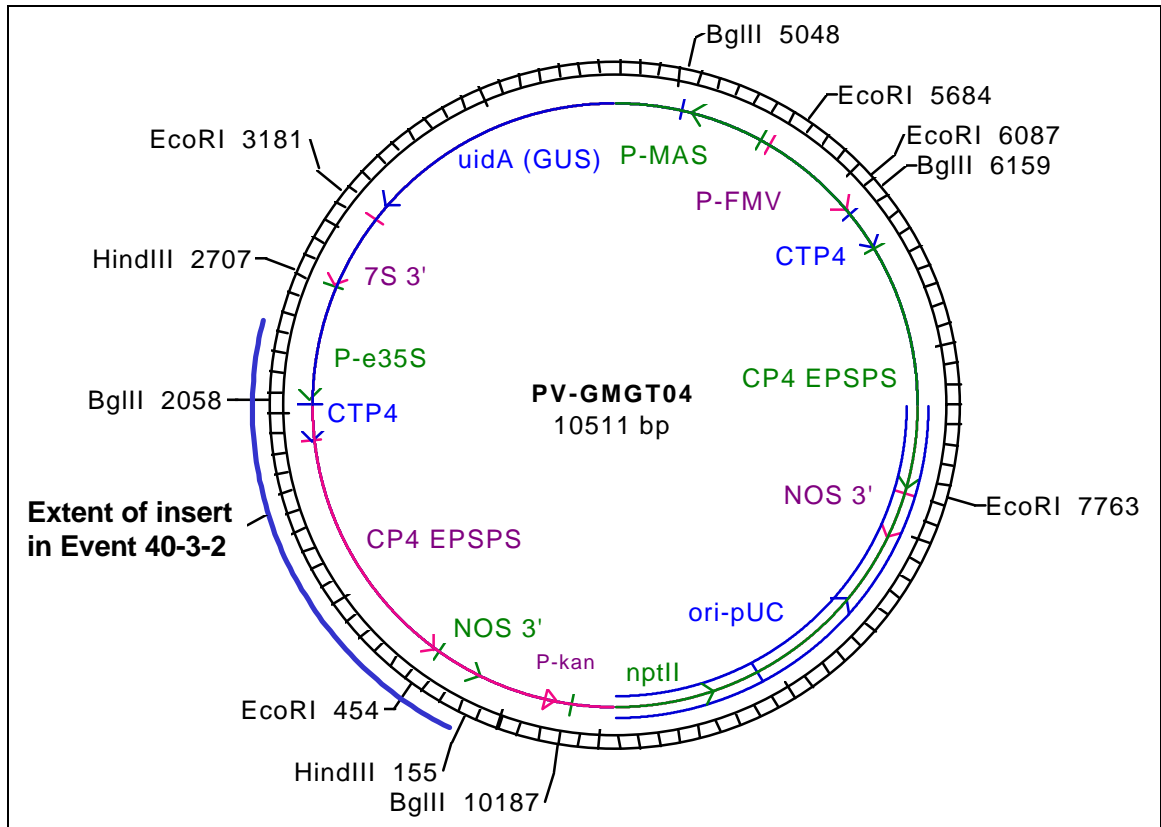 BglII 5048
EcoRI 5684
EcoRI 6087
BglII 6159
EcoRI 3181
uidA (GUS)
P-MAS
P-FMV
CTP4
HindIII 2707
7S 3'
P-e35S
BglII 2058
CTP4
PV-GMGT04
10511 bp
CP4 EPSPS
NOS 3'
EcoRI 7763
Extent of insert
in Event 40-3-2
CP4 EPSPS
ori-pUC
NOS 3'
P-kan
nptII
EcoRI 454
HindIII 155
BglII 10187